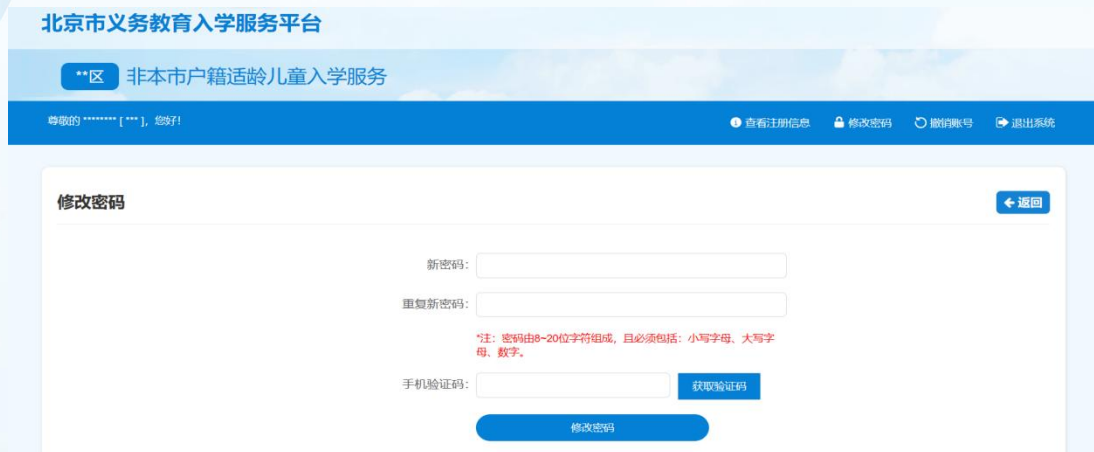 北京市义务教育入学服务平台
**区 非本市户籍适龄儿童入学服务
尊敬的 ******** [ *** ]，您好!
查看注册信息 修改密码 撤销账号 退出系统
修改密码
返回
新密码：
重复新密码：
*注：密码由8~20位字符组成，且必须包括：小写字母、大写字
母、数字。
手机验证码： 获取验证码
修改密码